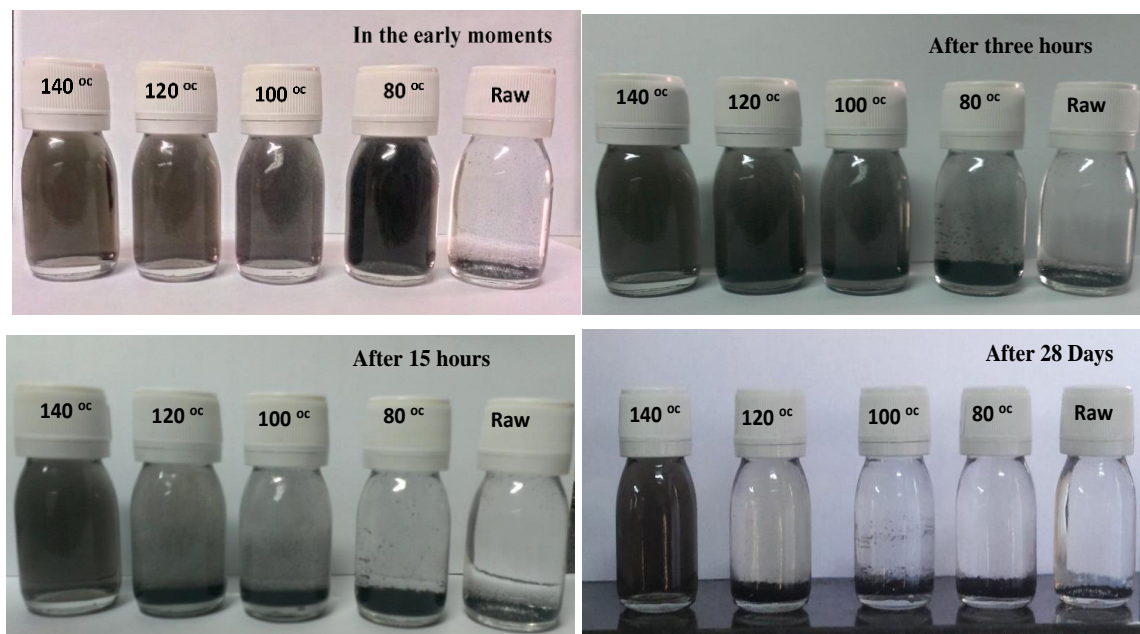 In the early moments
140 oc
120 oc
100 oc
80 oc
Raw
After three hours
140 oc
120 oc
100 oc
80 oc
Raw
After 15 hours
140 oc
120 oc
100 oc
80 oc
Raw
After 28 Days
140 oc
120 oc
100 oc
80 oc
Raw